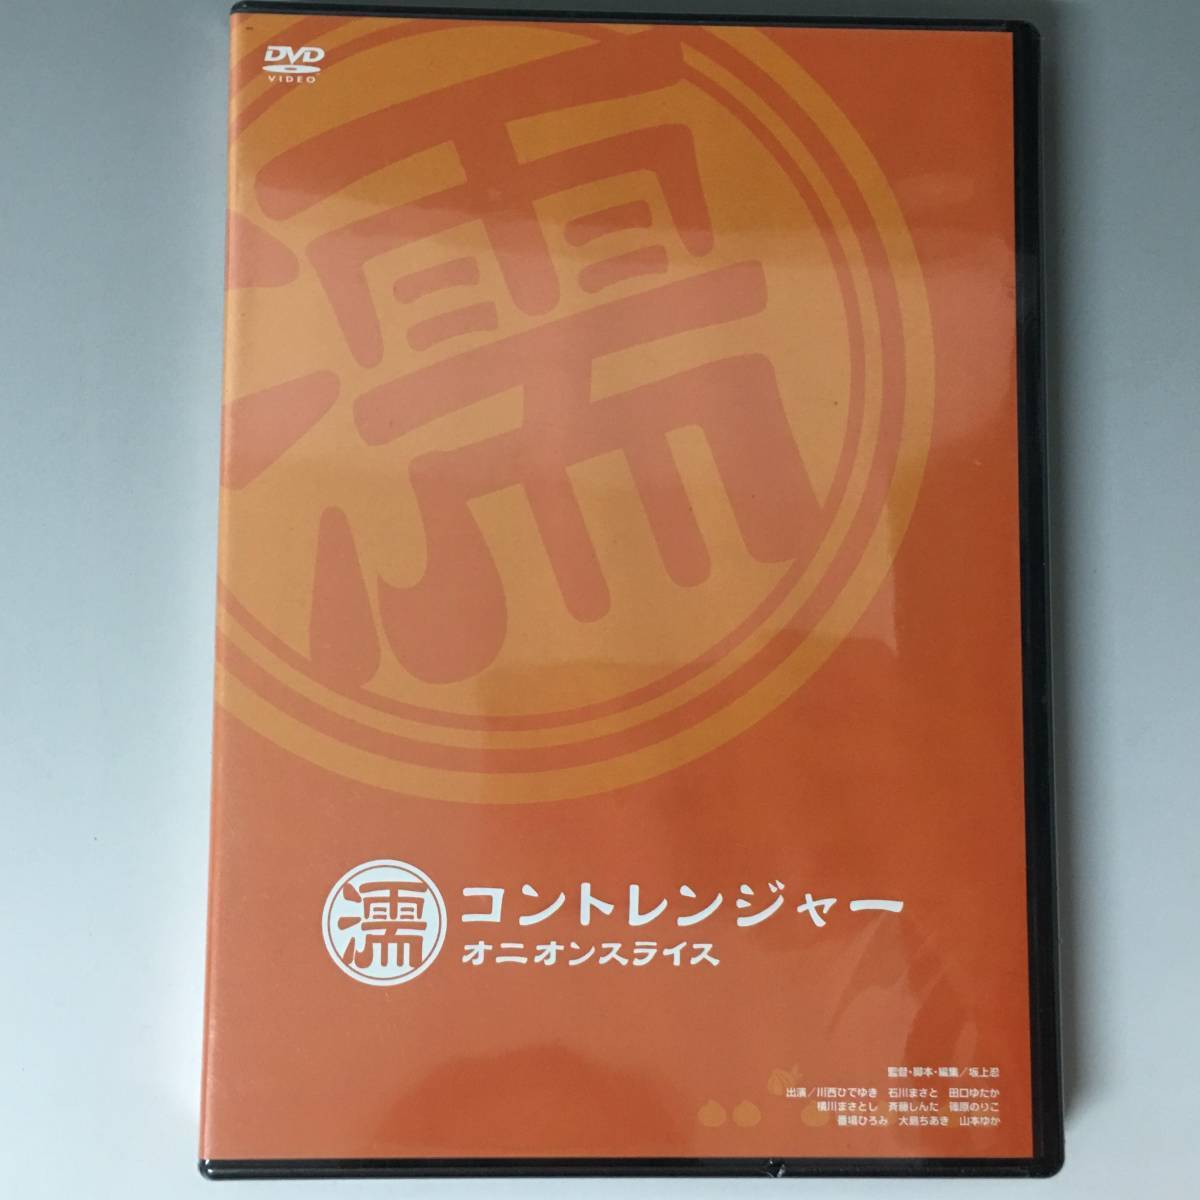 DVD
VIDEO
濡
濡
コントレンジャー
オニオンスライス
監督・脚本・編集／坂上忍
出演／川西ひでゆき 石川まさと 田口ゆたか
横川まさとし 斉藤しんた 篠原のりこ
番場ひろみ 大島ちあき 山本ゆか